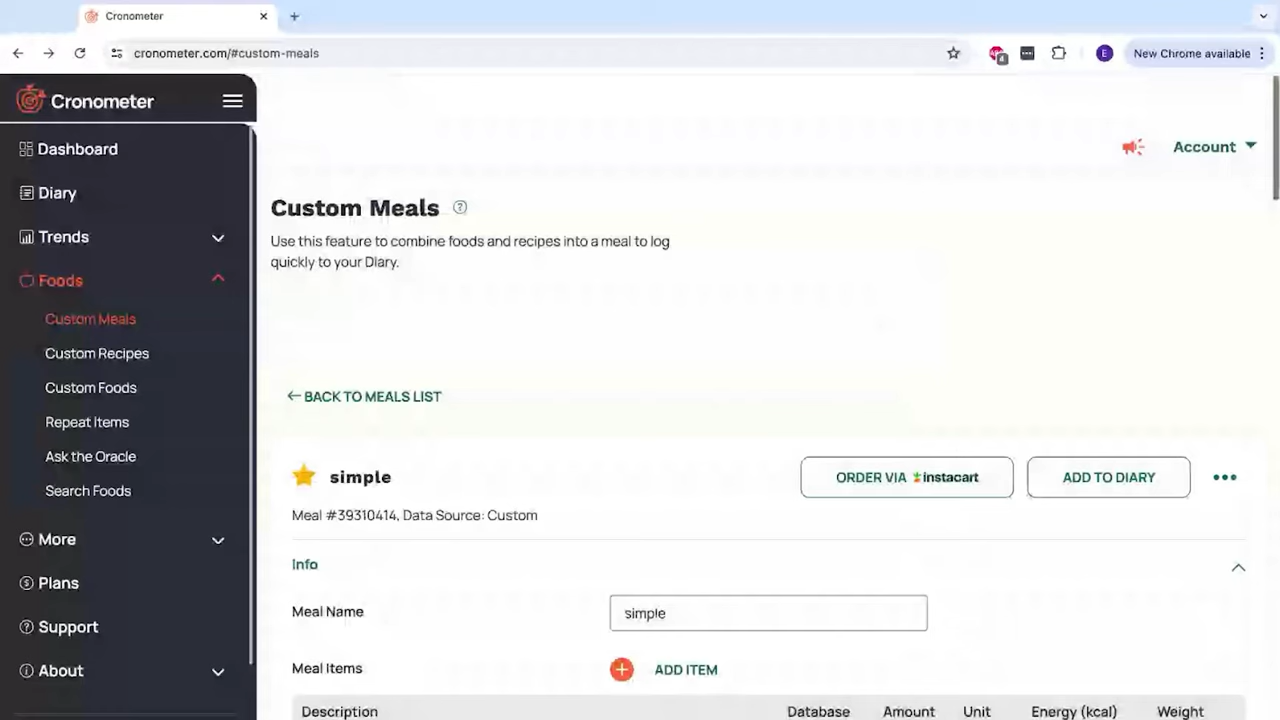 Cronometer
cronometer.com/#custom-meals
4
E
New Chrome available
Cronometer
Dashboard
Diary
Trends
Foods
Custom Meals
Custom Recipes
Custom Foods
Repeat Items
Ask the Oracle
Search Foods
More
Plans
Support
About
Account
Custom Meals
Use this feature to combine foods and recipes into a meal to log
quickly to your Diary.
BACK TO MEALS LIST
simple
ORDER VIA instacart
ADD TO DIARY
Meal #39310414, Data Source: Custom
Info
Meal Name
simple
Meal Items
ADD ITEM
Description Database Amount Unit Energy (kcal) Weight